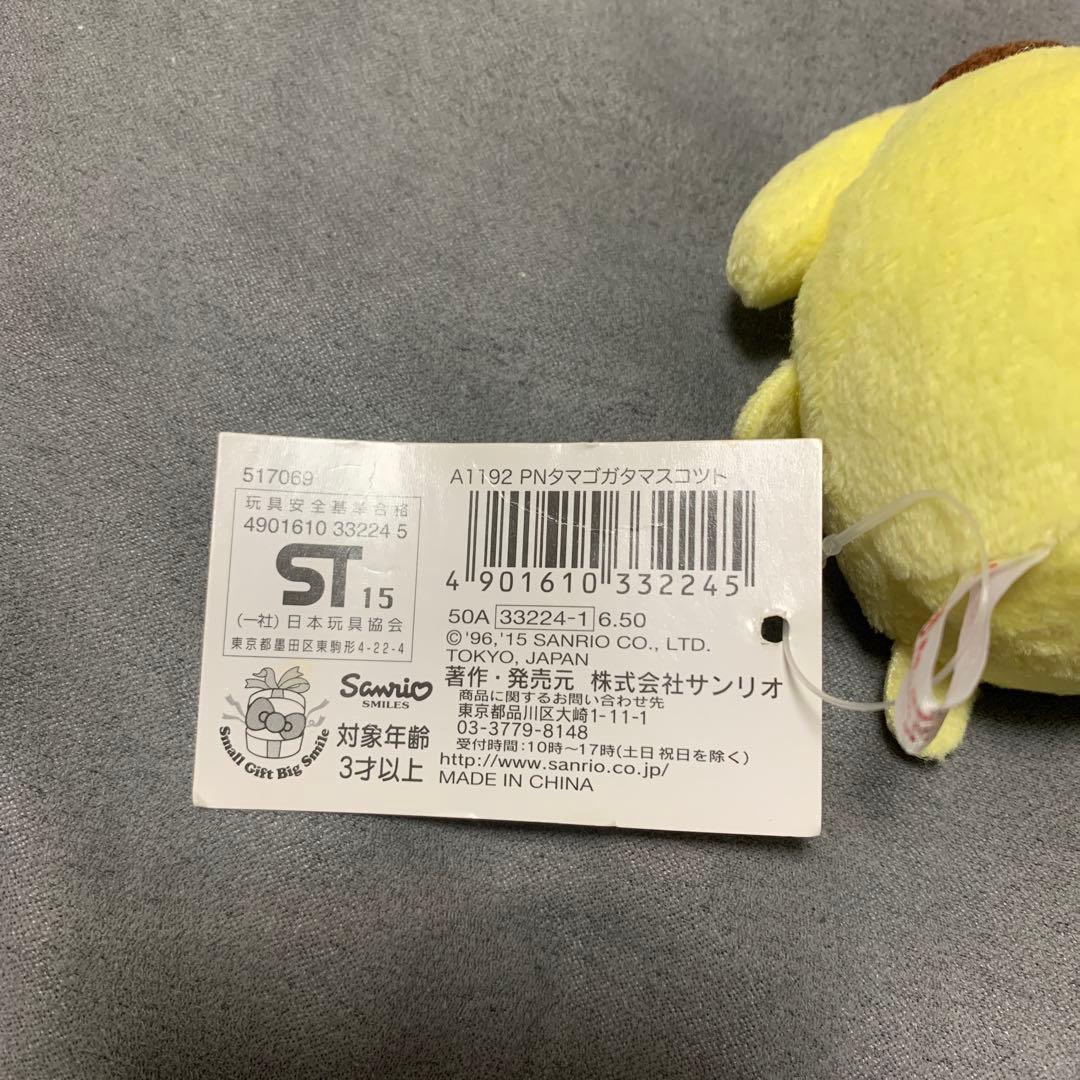 517069
玩具安全基準合格
4901610 33224 5
ST 15
(一社)日本玩具協会
東京都墨田区東駒形4-22-4
Small Gift Big Smile
Sanrio
SMILES
対象年齢
3才以上
A1192 PNタマゴガタマスコツト
4 901610 332245
50A 33224-1 6.50
©'96,'15 SANRIO CO., LTD.
TOKYO, JAPAN
著作・発売元 株式会社サンリオ
商品に関するお問い合わせ先
東京都品川区大崎1-11-1
03-3779-8148
受付時間:10時〜17時(土日祝日を除く)
http://www.sanrio.co.jp/
MADE IN CHINA